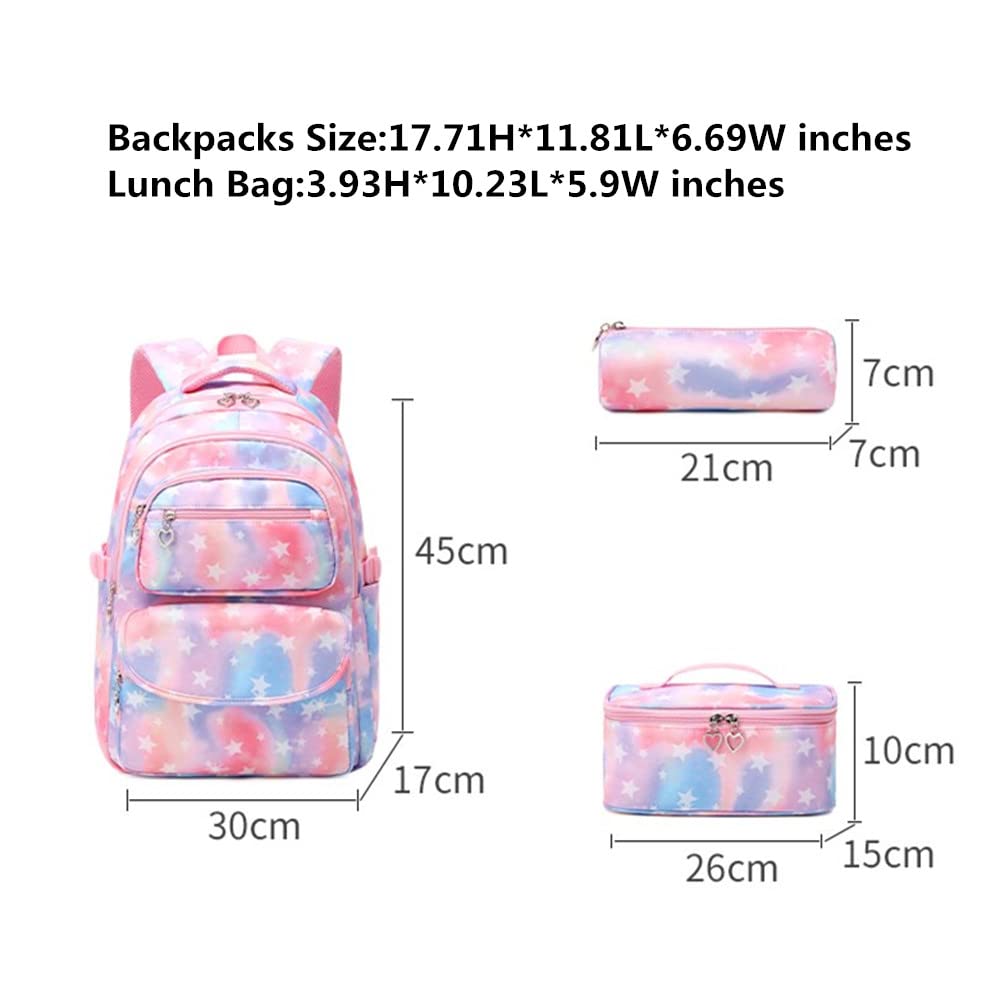 Backpacks Size:17.71H*11.81L*6.69W inches
Lunch Bag:3.93H*10.23L*5.9W inches
7cm
21cm
7cm
45cm
17cm
30cm
10cm
26cm
15cm